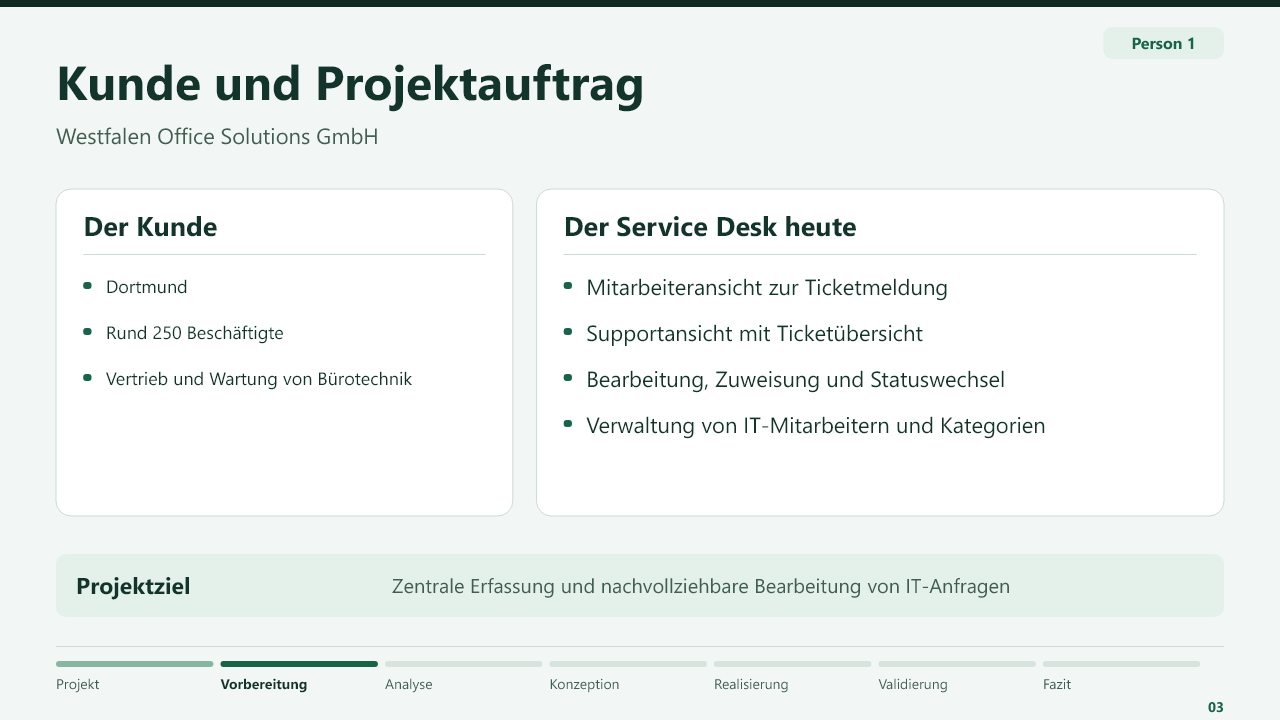 Person 1
Kunde und Projektauftrag
Westfalen Office Solutions GmbH
Der Kunde
Dortmund
Rund 250 Beschäftigte
Vertrieb und Wartung von Bürotechnik
Der Service Desk heute
Mitarbeiteransicht zur Ticketmeldung
Supportansicht mit Ticketübersicht
Bearbeitung, Zuweisung und Statuswechsel
Verwaltung von IT-Mitarbeitern und Kategorien
Projektziel
Zentrale Erfassung und nachvollziehbare Bearbeitung von IT-Anfragen
Projekt
Vorbereitung
Analyse
Konzeption
Realisierung
Validierung
Fazit
03